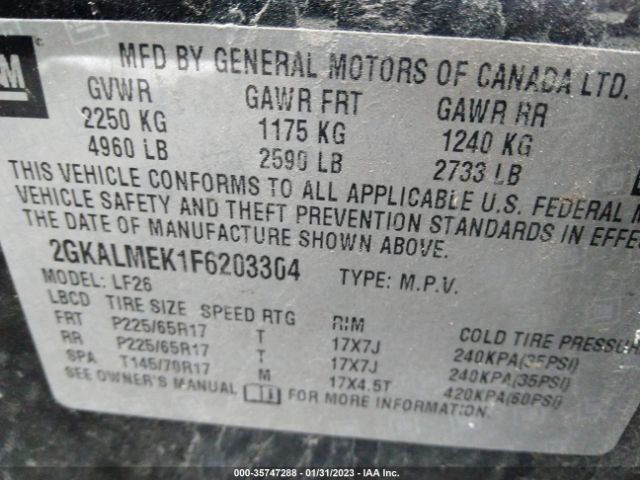 GM
MFD BY GENERAL MOTORS OF CANADA LTD.
GVWR GAWR FRT GAWR RR
2250 KG 1175 KG 1240 KG
4960 LB 2590 LB 2733 LB
THIS VEHICLE CONFORMS TO ALL APPLICABLE U.S. FEDERAL
VEHICLE SAFETY AND THEFT PREVENTION STANDARDS IN EFFE
THE DATE OF MANUFACTURE SHOWN ABOVE.
2GKALMEK1F6203304 TYPE: M.P.V.
MODEL: LF26
LBCD TIRE SIZE SPEED RTG RIM COLD TIRE PRESSUR
FRT P225/65R17 T 17X7J 240KPA(35PSI)
RR P225/65R17 T 17X7J 240KPA(35PSI)
SPA T145/70R17 M 17X4.5T 420KPA(60PSI)
SEE OWNER'S MANUAL FOR MORE INFORMATION.
000-35747288 - 01/31/2023 - IAA Inc.